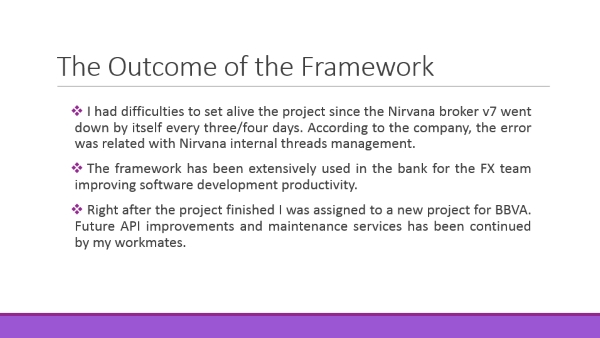 The Outcome of the Framework
❖ I had difficulties to set alive the project since the Nirvana broker v7 went
down by itself every three/four days. According to the company, the error
was related with Nirvana internal threads management.
❖ The framework has been extensively used in the bank for the FX team
improving software development productivity.
❖ Right after the project finished I was assigned to a new project for BBVA.
Future API improvements and maintenance services has been continued
by my workmates.